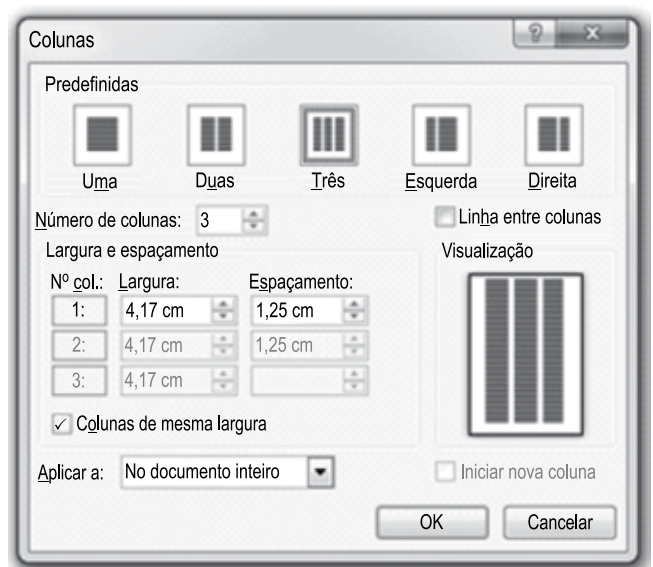 Colunas
Predefinidas
Uma Duas Três Esquerda Direita
Número de colunas: 3 Linha entre colunas
Largura e espaçamento Visualização
Nº col.: Largura: Espaçamento:
1: 4,17 cm 1,25 cm
2: 4,17 cm 1,25 cm
3: 4,17 cm
Colunas de mesma largura
Aplicar a: No documento inteiro Iniciar nova coluna
OK Cancelar